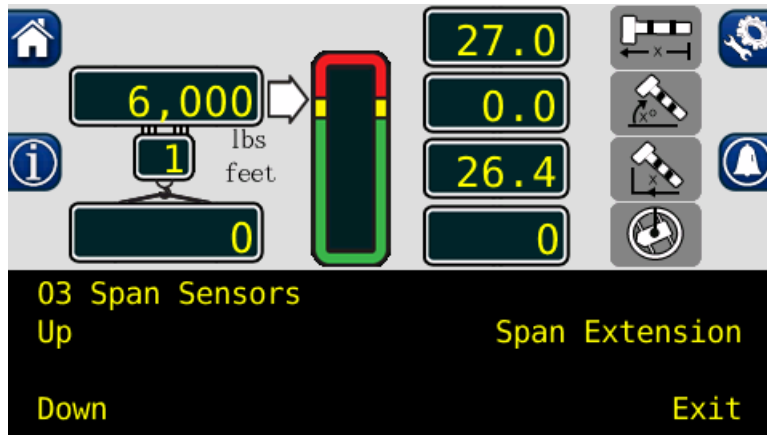 27.0
6,000
0.0
lbs
1
feet
26.4
0
0
03 Span Sensors
Up Span Extension
Down Exit